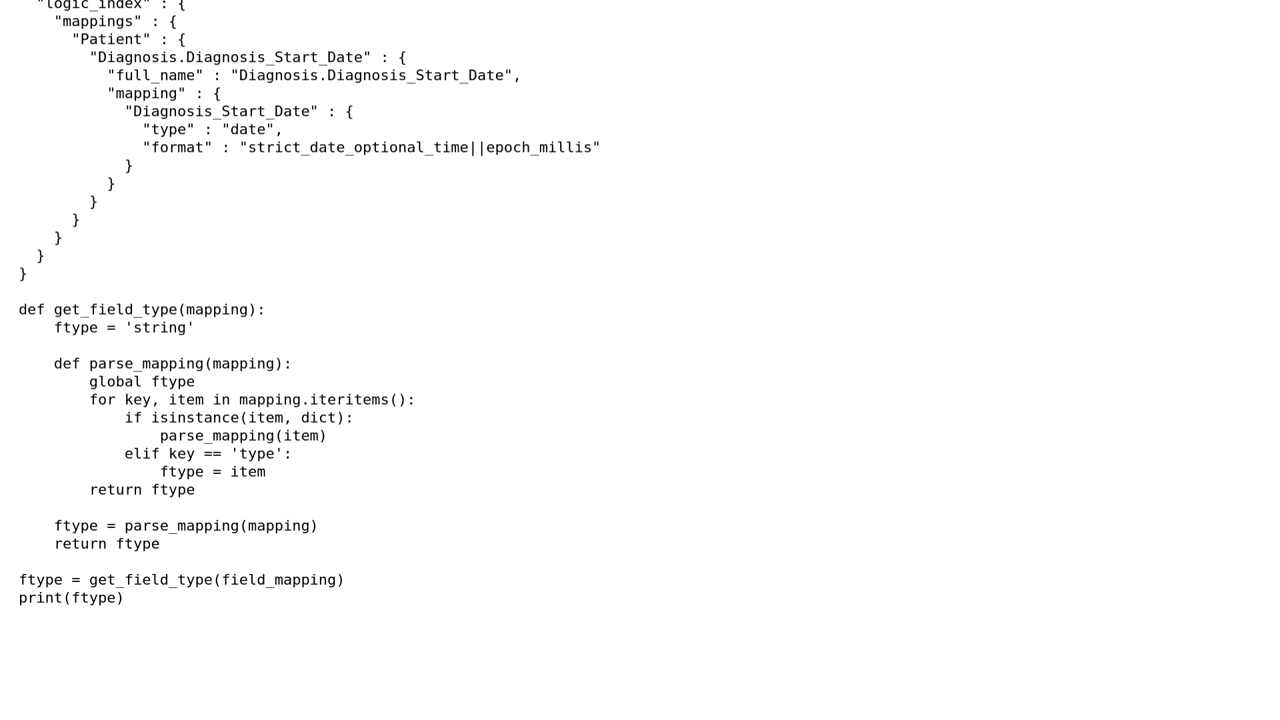 "logic_index" : {
"mappings" : {
"Patient" : {
"Diagnosis.Diagnosis_Start_Date" : {
"full_name" : "Diagnosis.Diagnosis_Start_Date",
"mapping" : {
"Diagnosis_Start_Date" : {
"type" : "date",
"format" : "strict_date_optional_time||epoch_millis"
}
}
}
}
}
}
}
def get_field_type(mapping):
ftype = 'string'
def parse_mapping(mapping):
global ftype
for key, item in mapping.iteritems():
if isinstance(item, dict):
parse_mapping(item)
elif key == 'type':
ftype = item
return ftype
ftype = parse_mapping(mapping)
return ftype
ftype = get_field_type(field_mapping)
print(ftype)